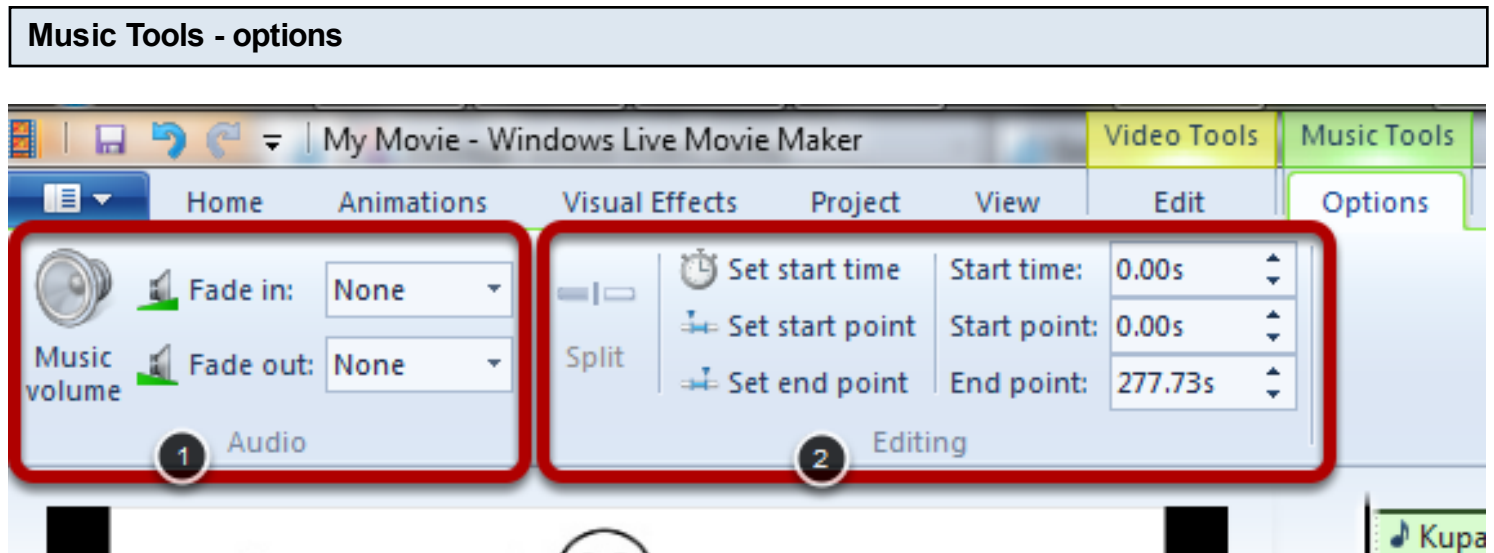 Music Tools - options
My Movie - Windows Live Movie Maker
Video Tools
Music Tools
Home Animations Visual Effects Project View Edit Options
Music volume
Fade in: None
Fade out: None
Audio
1
Split
Set start time
Set start point
Set end point
Start time: 0.00s
Start point: 0.00s
End point: 277.73s
Editing
2
Kupa